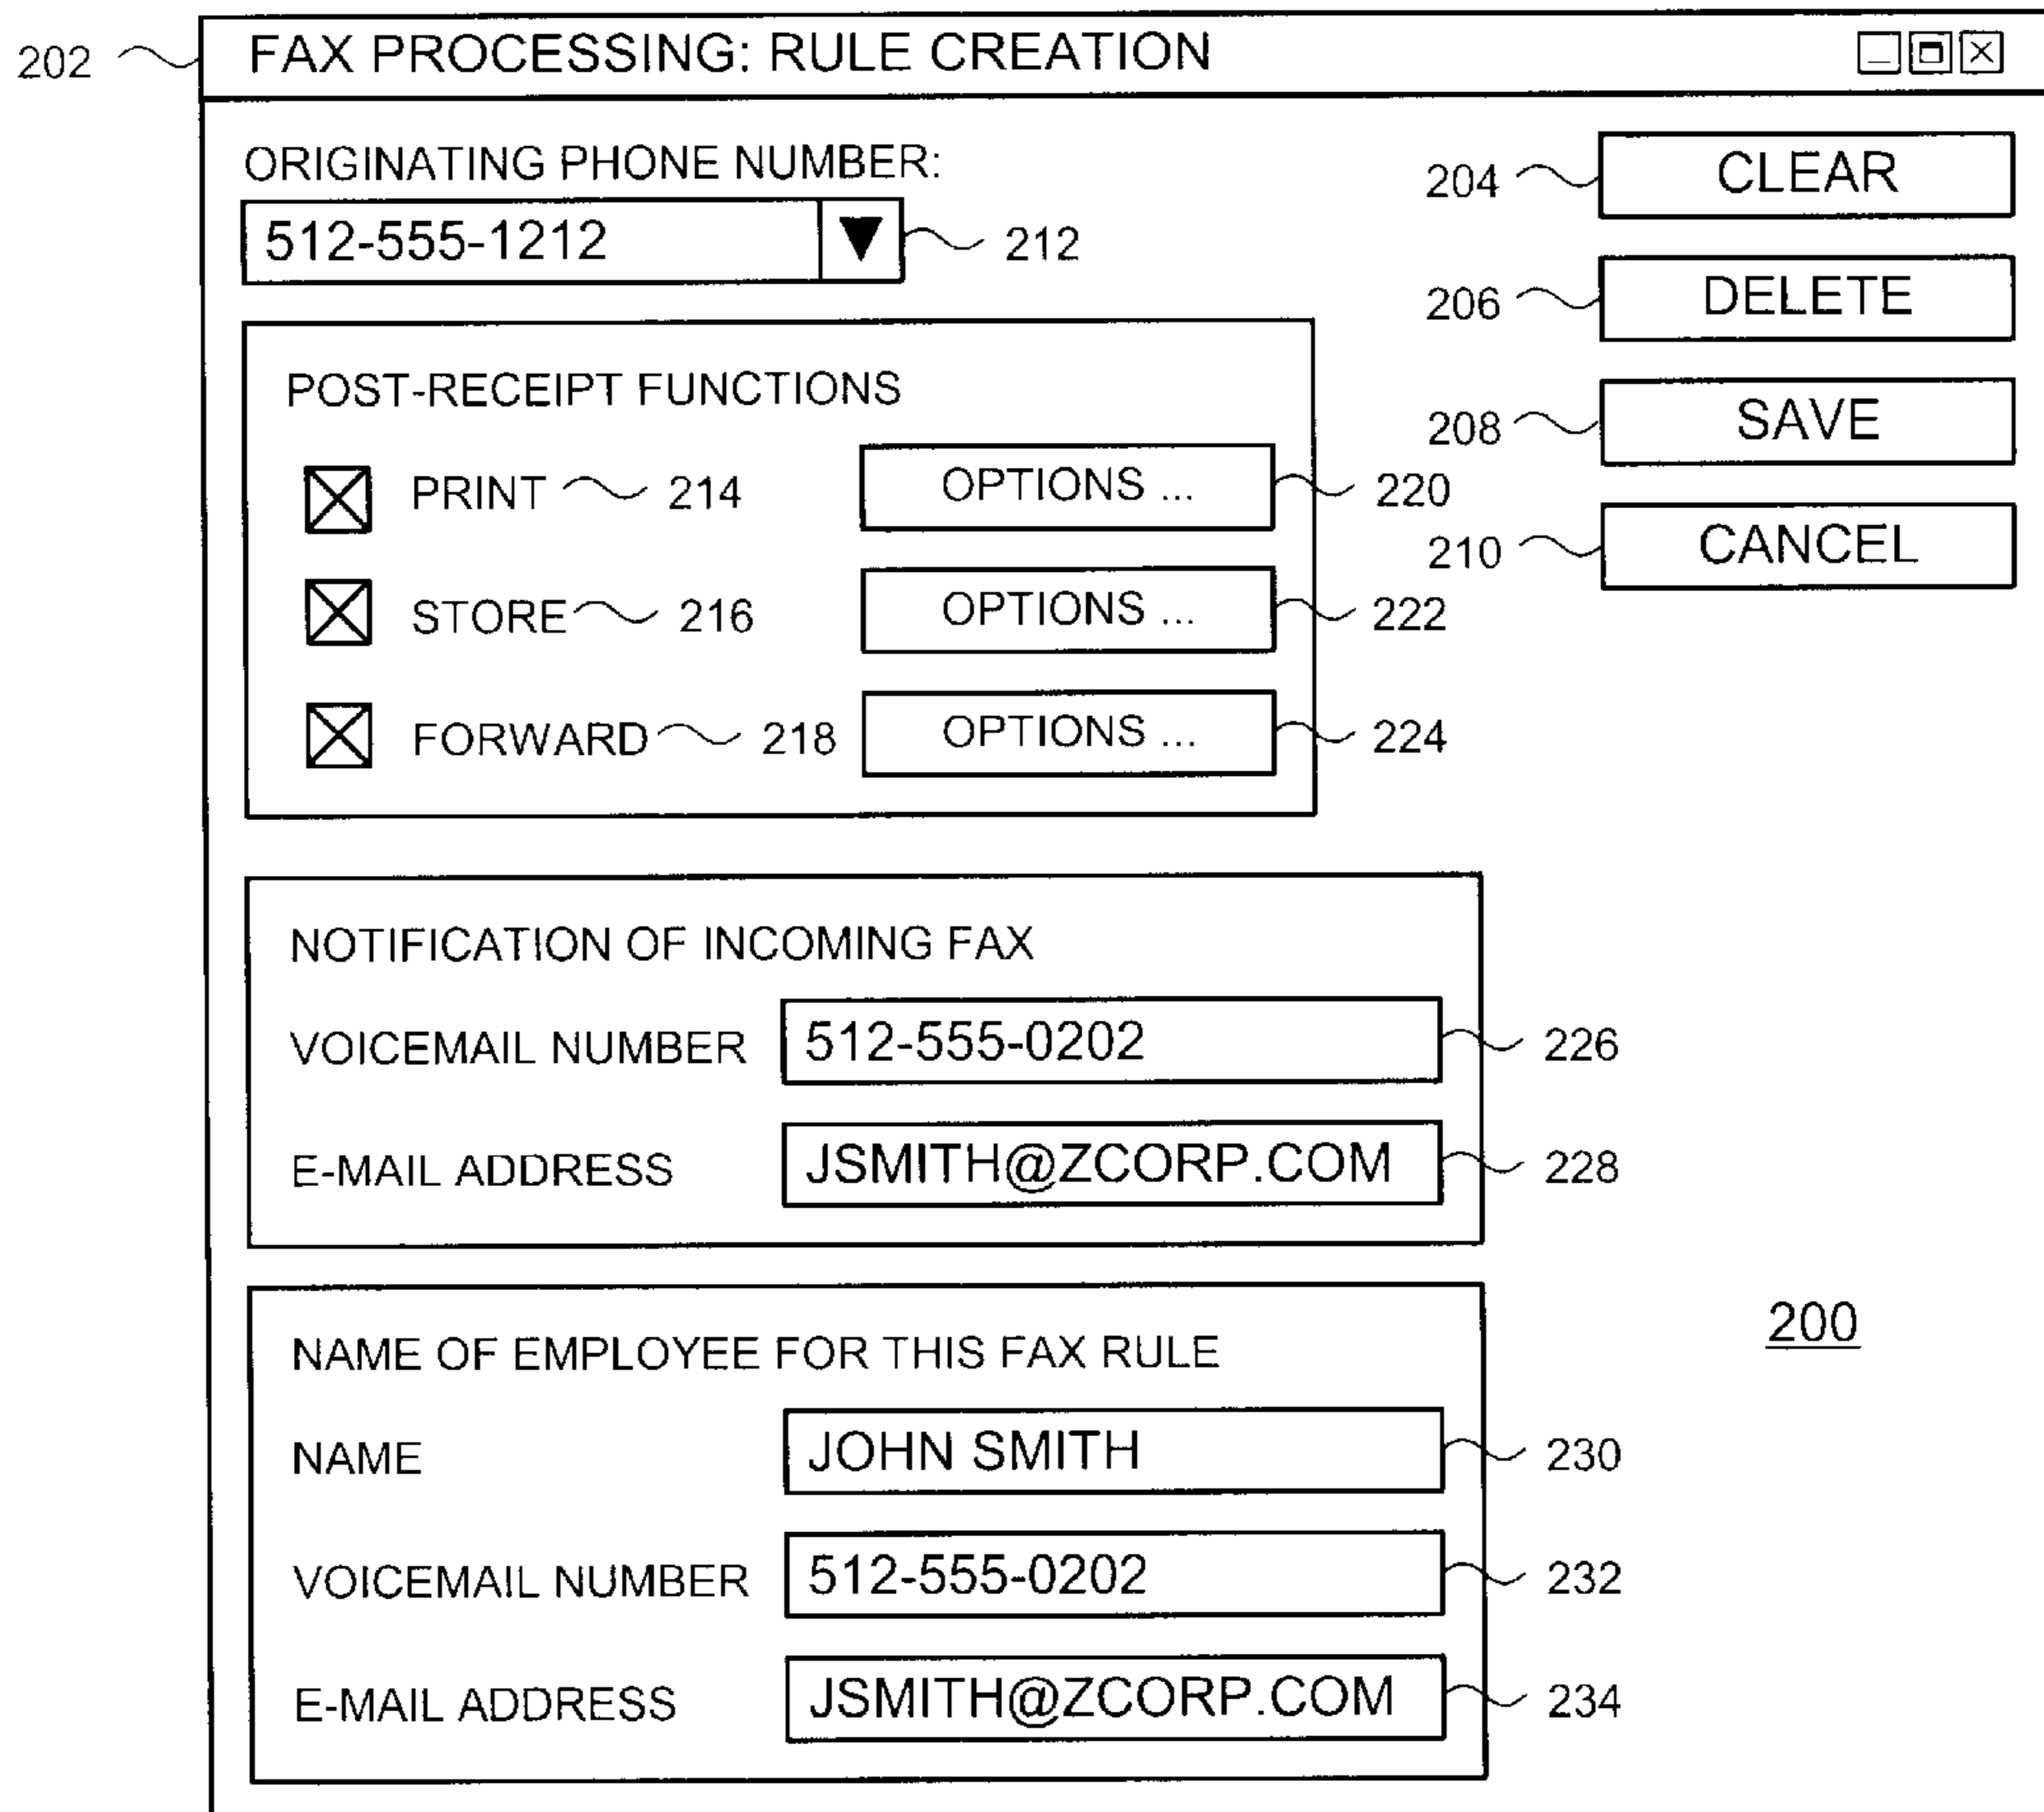 202 FAX PROCESSING: RULE CREATION
ORIGINATING PHONE NUMBER:
512-555-1212 212
204 CLEAR
206 DELETE
208 SAVE
210 CANCEL
POST-RECEIPT FUNCTIONS
PRINT 214 OPTIONS ... 220
STORE 216 OPTIONS ... 222
FORWARD 218 OPTIONS ... 224
NOTIFICATION OF INCOMING FAX
VOICEMAIL NUMBER 512-555-0202 226
E-MAIL ADDRESS JSMITH@ZCORP.COM 228
200
NAME OF EMPLOYEE FOR THIS FAX RULE
NAME JOHN SMITH 230
VOICEMAIL NUMBER 512-555-0202 232
E-MAIL ADDRESS JSMITH@ZCORP.COM 234